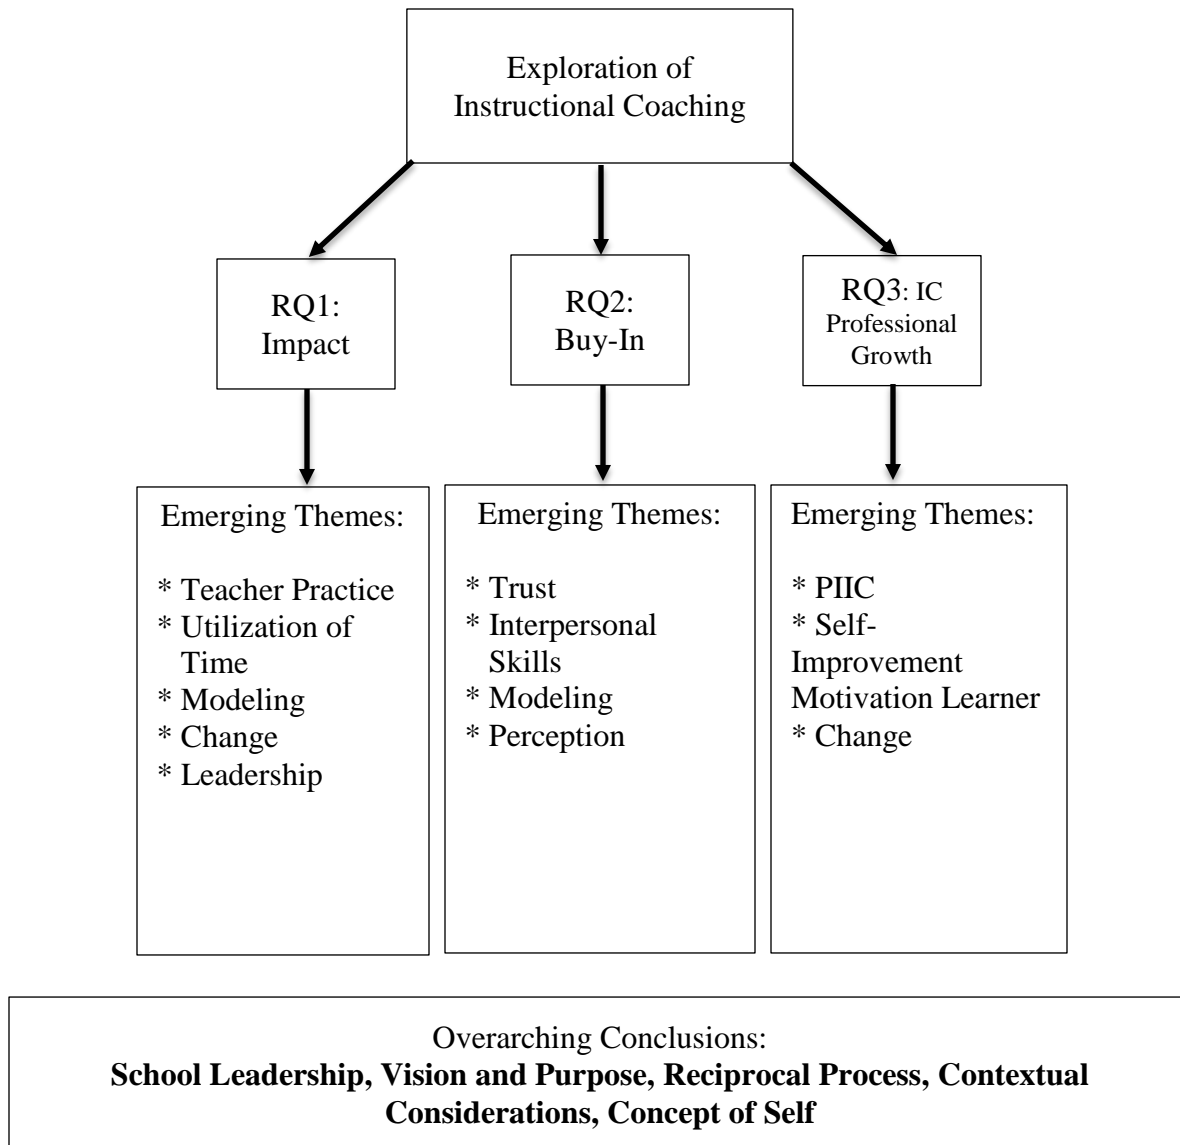 Exploration of
Instructional Coaching
RQ1:
Impact
RQ2:
Buy-In
RQ3: IC
Professional
Growth
Emerging Themes:
* Teacher Practice
* Utilization of
Time
* Modeling
* Change
* Leadership
Emerging Themes:
* Trust
* Interpersonal
Skills
* Modeling
* Perception
Emerging Themes:
* PIIC
* Self-
Improvement
Motivation Learner
* Change
Overarching Conclusions:
School Leadership, Vision and Purpose, Reciprocal Process, Contextual
Considerations, Concept of Self